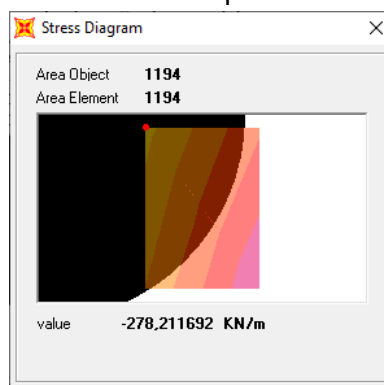 Stress Diagram
Area Object 1194
Area Element 1194
value -278,211692 KN/m